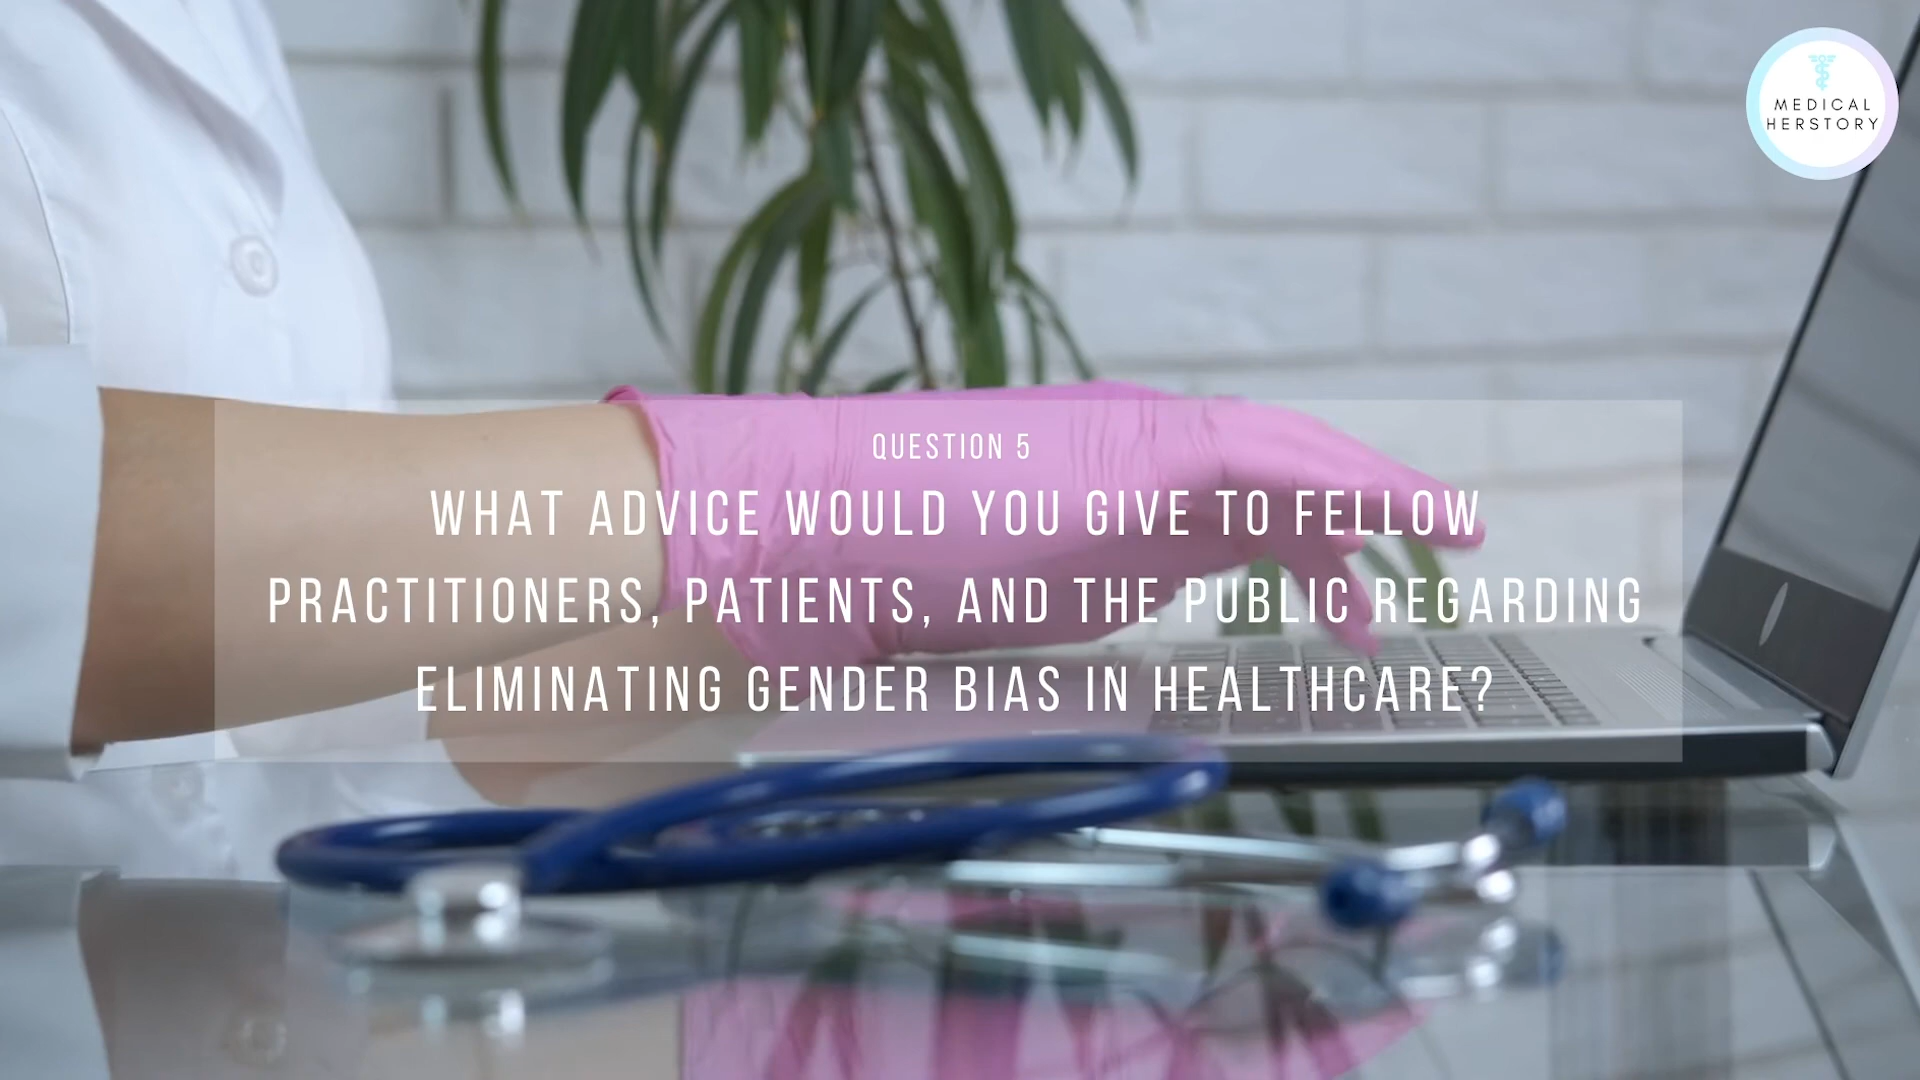 MEDICAL
HERSTORY
QUESTION 5
WHAT ADVICE WOULD YOU GIVE TO FELLOW
PRACTITIONERS, PATIENTS, AND THE PUBLIC REGARDING
ELIMINATING GENDER BIAS IN HEALTHCARE?